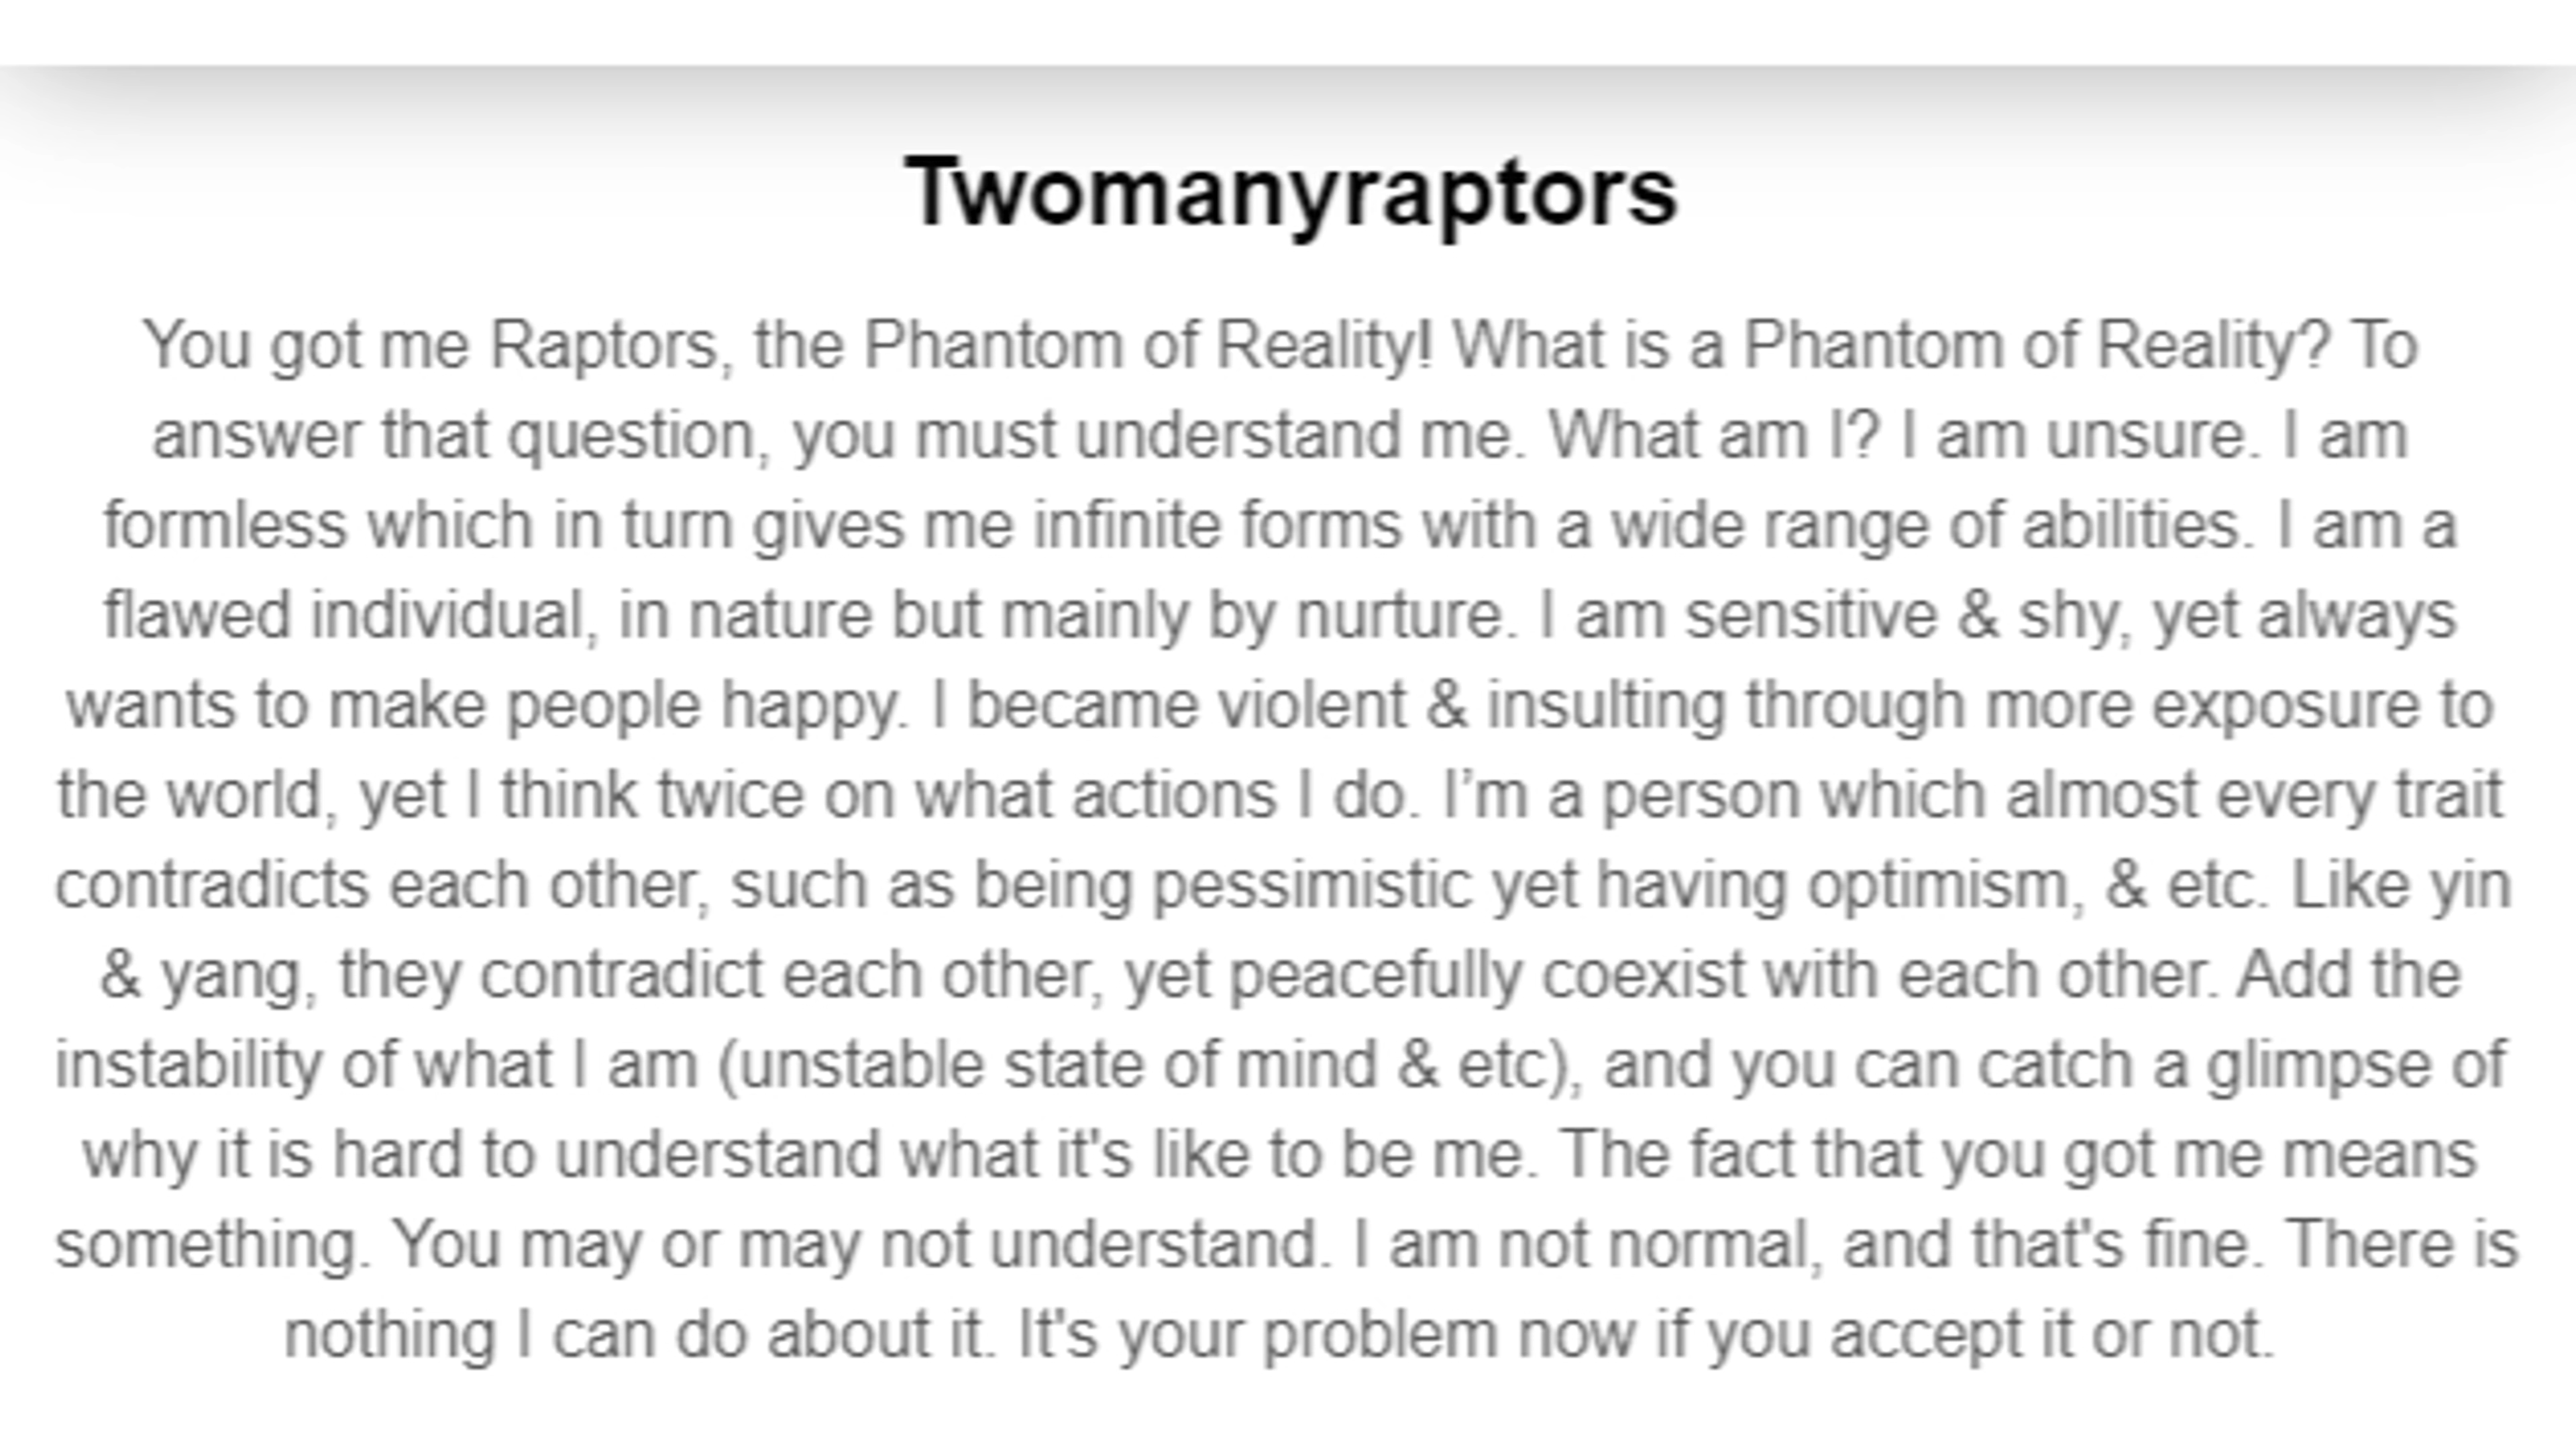 Twomanyraptors
You got me Raptors, the Phantom of Reality! What is a Phantom of Reality? To
answer that question, you must understand me. What am I? I am unsure. I am
formless which in turn gives me infinite forms with a wide range of abilities. I am a
flawed individual, in nature but mainly by nurture. I am sensitive & shy, yet always
wants to make people happy. I became violent & insulting through more exposure to
the world, yet I think twice on what actions I do. I’m a person which almost every trait
contradicts each other, such as being pessimistic yet having optimism, & etc. Like yin
& yang, they contradict each other, yet peacefully coexist with each other. Add the
instability of what I am (unstable state of mind & etc), and you can catch a glimpse of
why it is hard to understand what it's like to be me. The fact that you got me means
something. You may or may not understand. I am not normal, and that's fine. There is
nothing I can do about it. It's your problem now if you accept it or not.